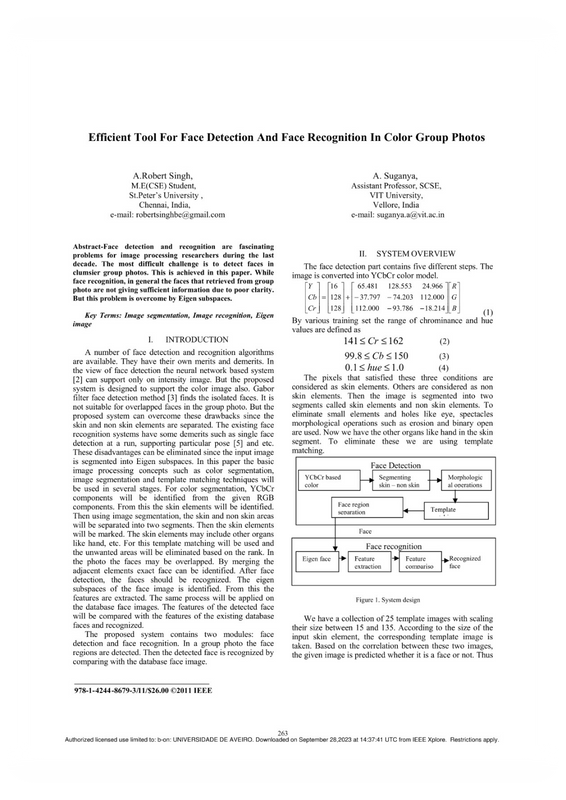 Efficient Tool For Face Detection And Face Recognition In Color Group Photos
A.Robert Singh,
M.E(CSE) Student,
St.Peter's University ,
Chennai, India,
e-mail: robertsinghbe@gmail.com
A. Suganya,
Assistant Professor, SCSE,
VIT University,
Vellore, India
e-mail: suganya.a@vit.ac.in
Abstract-Face detection and recognition are fascinating
problems for image processing researchers during the last
decade. The most difficult challenge is to detect faces in
clumsier group photos. This is achieved in this paper. While
face recognition, in general the faces that retrieved from group
photo are not giving sufficient information due to poor clarity.
But this problem is overcome by Eigen subspaces.
Key Terms: Image segmentation, Image recognition, Eigen
image
I. INTRODUCTION
A number of face detection and recognition algorithms
are available. They have their own merits and demerits. In
the view of face detection the neural network based system
[2] can support only on intensity image. But the proposed
system is designed to support the color image also. Gabor
filter face detection method [3] finds the isolated faces. It is
not suitable for overlapped faces in the group photo. But the
proposed system can overcome these drawbacks since the
skin and non skin elements are separated. The existing face
recognition systems have some demerits such as single face
detection at a run, supporting particular pose [5] and etc.
These disadvantages can be eliminated since the input image
is segmented into Eigen subspaces. In this paper the basic
image processing concepts such as color segmentation,
image segmentation and template matching techniques will
be used in several stages. For color segmentation, YCbCr
components will be identified from the given RGB
components. From this the skin elements will be identified.
Then using image segmentation, the skin and non skin areas
will be separated into two segments. Then the skin elements
will be marked. The skin elements may include other organs
like hand, etc. For this template matching will be used and
the unwanted areas will be eliminated based on the rank. In
the photo the faces may be overlapped. By merging the
adjacent elements exact face can be identified. After face
detection, the faces should be recognized. The eigen
subspaces of the face image is identified. From this the
features are extracted. The same process will be applied on
the database face images. The features of the detected face
will be compared with the features of the existing database
faces and recognized.
The proposed system contains two modules: face
detection and face recognition. In a group photo the face
regions are detected. Then the detected face is recognized by
comparing with the database face image.
978-1-4244-8679-3/11/$26.00 ©2011 IEEE
II. SYSTEM OVERVIEW
The face detection part contains five different steps. The
image is converted into YCbCr color model.
[Y] [16] [65.481 128.553 24.966][R]
[Cb]=[128]+[-37.797 -74.203 112.000][G]
[Cr] [128] [112.000 -93.786 -18.214][B] (1)
By various training set the range of chrominance and hue
values are defined as
141 ≤ Cr ≤ 162 (2)
99.8 ≤ Cb ≤ 150 (3)
0.1 ≤ hue ≤ 1.0 (4)
The pixels that satisfied these three conditions are
considered as skin elements. Others are considered as non
skin elements. Then the image is segmented into two
segments called skin elements and non skin elements. To
eliminate small elements and holes like eye, spectacles
morphological operations such as erosion and binary open
are used. Now we have the other organs like hand in the skin
segment. To eliminate these we are using template
matching.
Face Detection
YCbCr based
color
Segmenting
skin – non skin
Morphologic
al operations
Face region
separation
Template
Face
Face recognition
Eigen face
Feature
extraction
Feature
compariso
Recognized
face
Figure 1. System design
We have a collection of 25 template images with scaling
their size between 15 and 135. According to the size of the
input skin element, the corresponding template image is
taken. Based on the correlation between these two images,
the given image is predicted whether it is a face or not. Thus
263
Authorized licensed use limited to: b-on: UNIVERSIDADE DE AVEIRO. Downloaded on September 28,2023 at 14:37:41 UTC from IEEE Xplore. Restrictions apply.